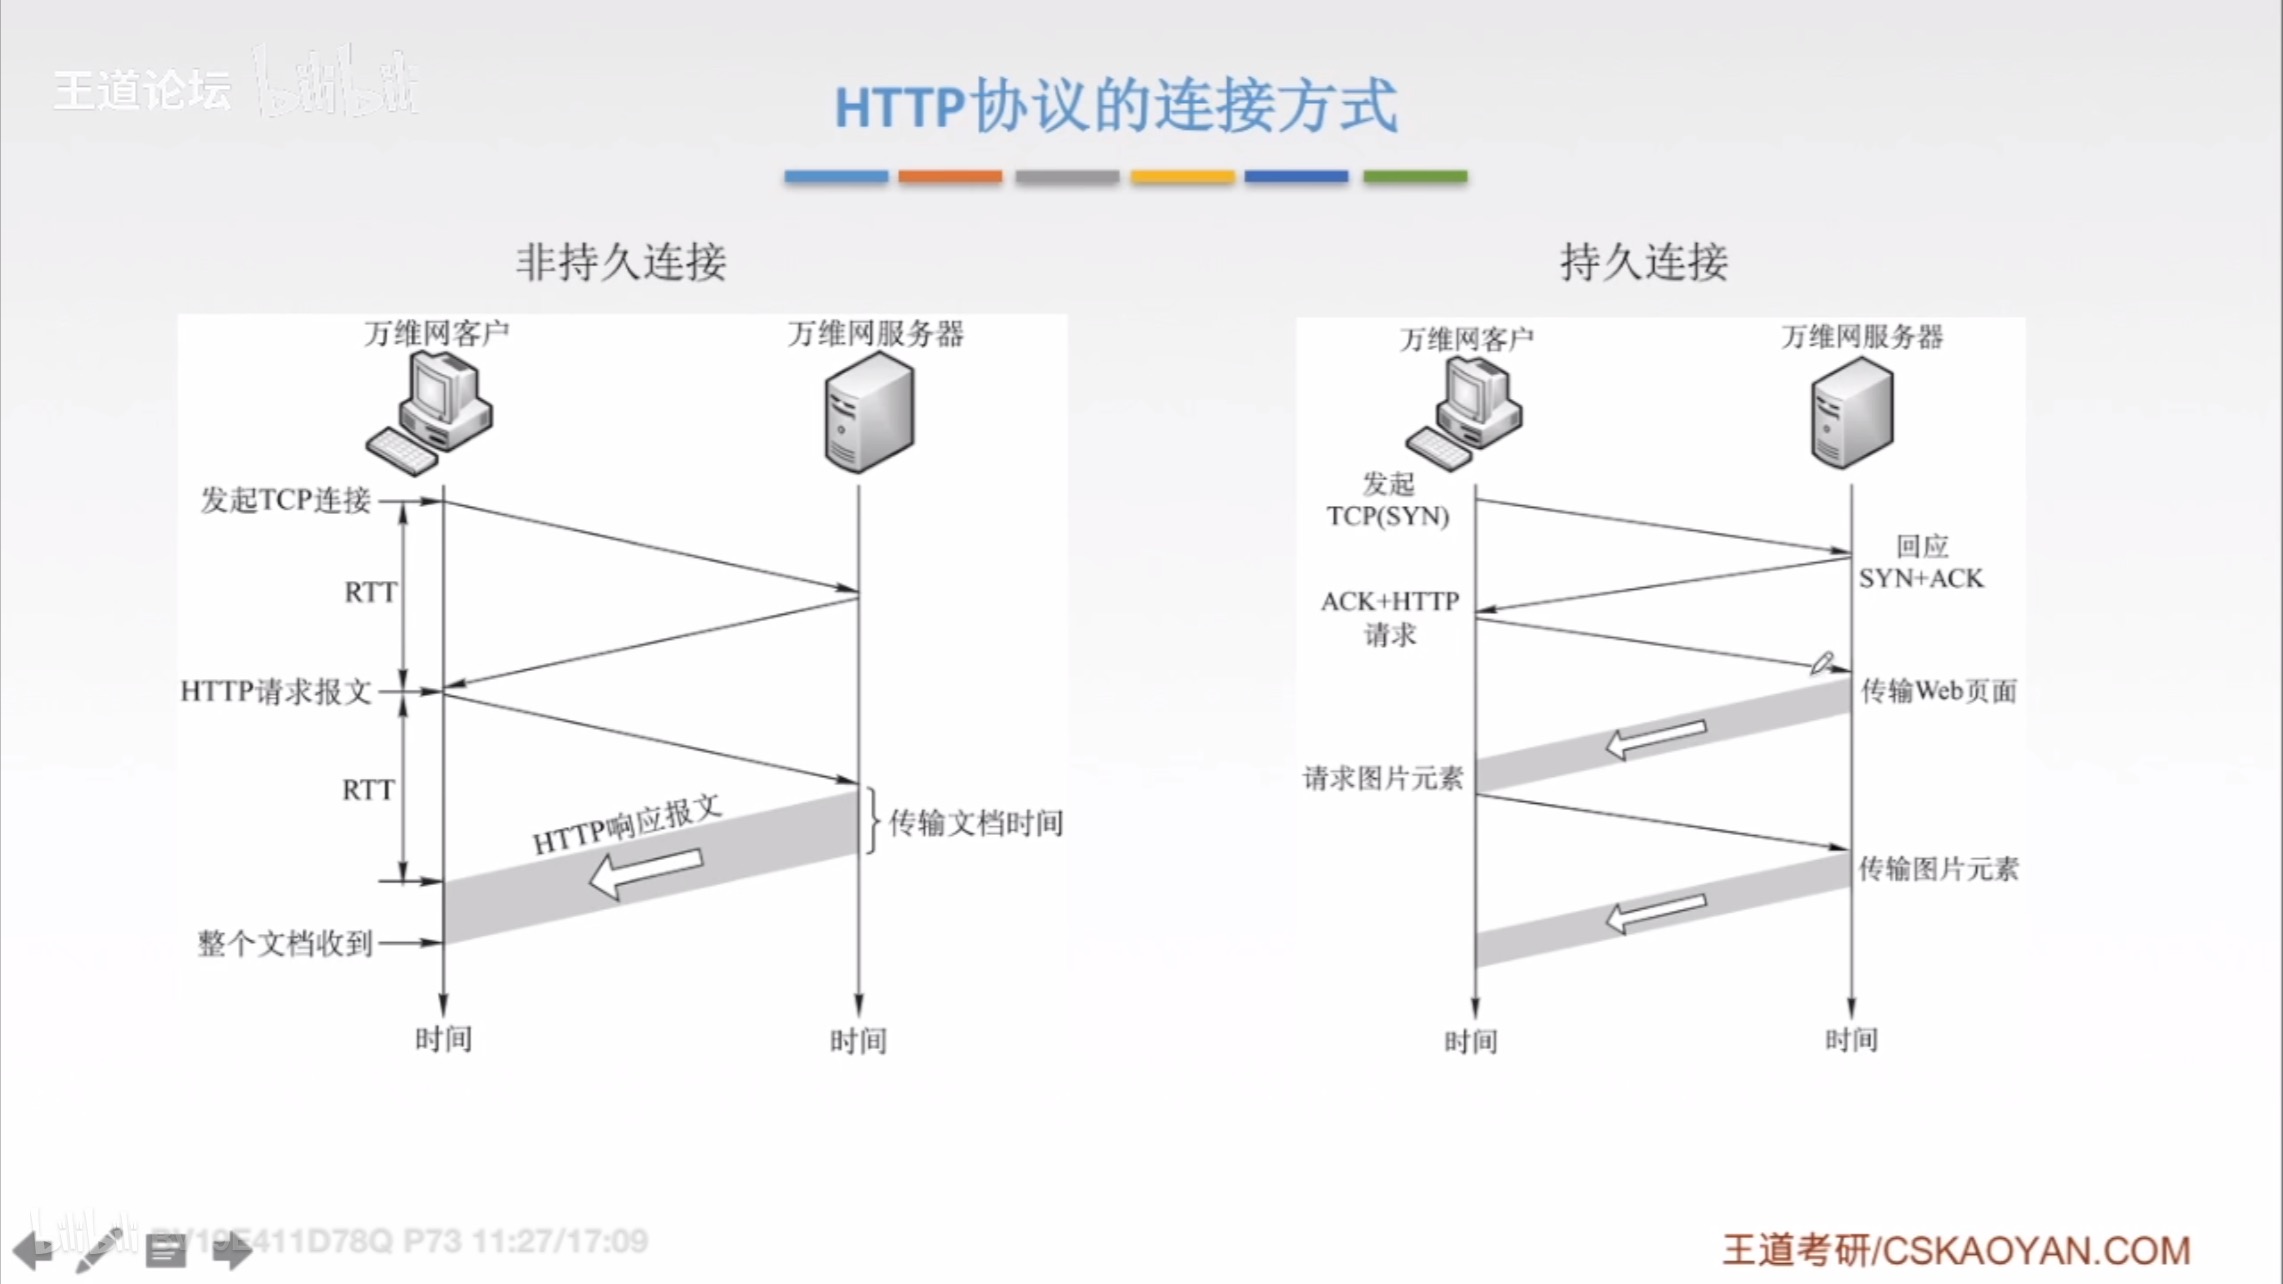 王道论坛 bilibili
HTTP协议的连接方式
非持久连接
万维网客户
万维网服务器
发起TCP连接
RTT
HTTP请求报文
RTT
HTTP响应报文
传输文档时间
整个文档收到
时间
时间
持久连接
万维网客户
万维网服务器
发起
TCP(SYN)
回应
SYN+ACK
ACK+HTTP
请求
传输Web页面
请求图片元素
传输图片元素
时间
时间
bilibili BV19E411D78Q P73 11:27/17:09
王道考研/CSKAOYAN.COM